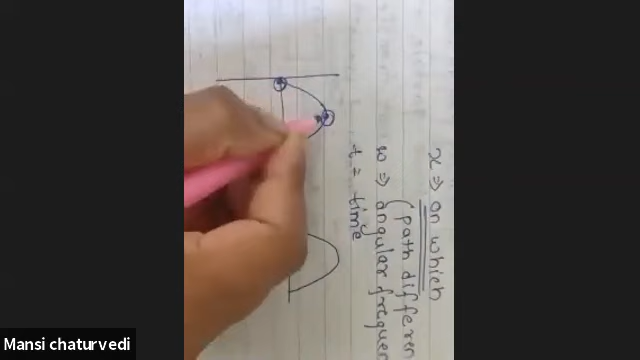 x ⇒ on which
(path differen
w ⇒ angular frequen
t = time
Mansi chaturvedi